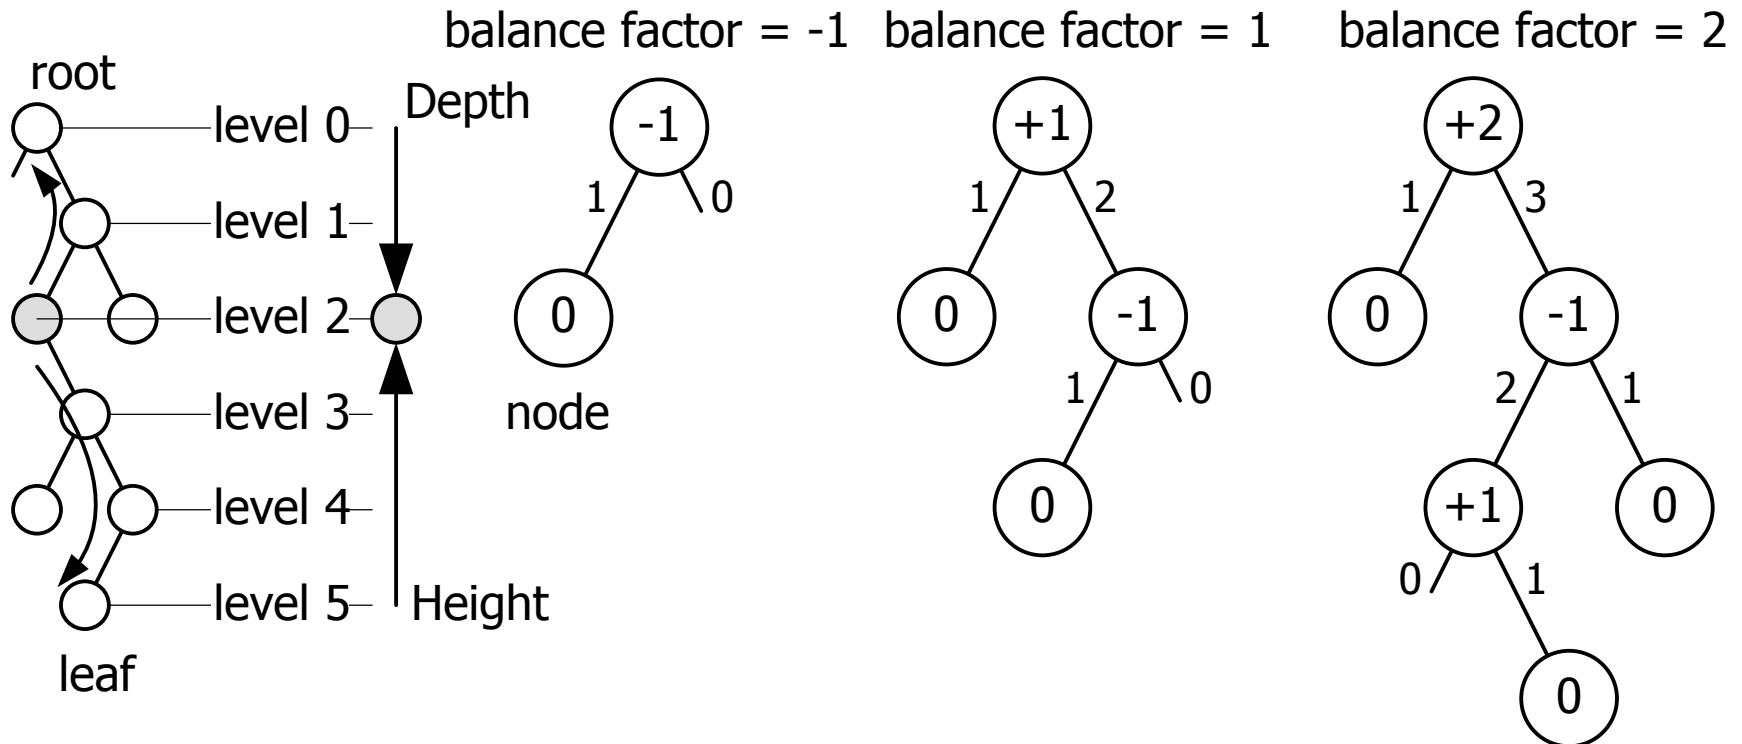 balance factor = -1
balance factor = 1
balance factor = 2
root
Depth
level 0
level 1
level 2
level 3
level 4
level 5
Height
leaf
-1
1
0
0
node
+1
1
2
0
-1
1
0
0
+2
1
3
0
-1
2
1
+1
0
0
1
0